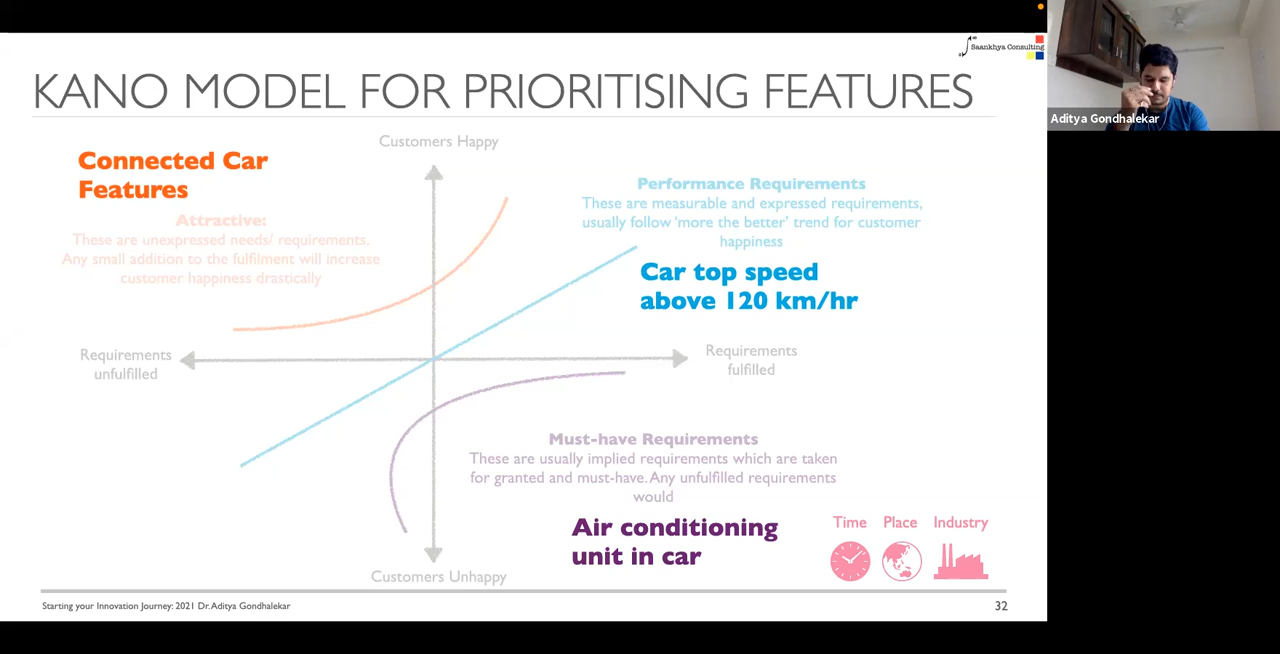 Saankhya Consulting
KANO MODEL FOR PRIORITISING FEATURES
Aditya Gondhalekar
Customers Happy
Connected Car
Features
Attractive:
These are unexpressed needs/ requirements.
Any small addition to the fulfilment will increase
customer happiness drastically
Performance Requirements
These are measurable and expressed requirements,
usually follow 'more the better' trend for customer
happiness
Car top speed
above 120 km/hr
Requirements
unfulfilled
Requirements
fulfilled
Must-have Requirements
These are usually implied requirements which are taken
for granted and must-have. Any unfulfilled requirements
would
Air conditioning
unit in car
Time Place Industry
Customers Unhappy
Starting your Innovation Journey: 2021 Dr. Aditya Gondhalekar
32